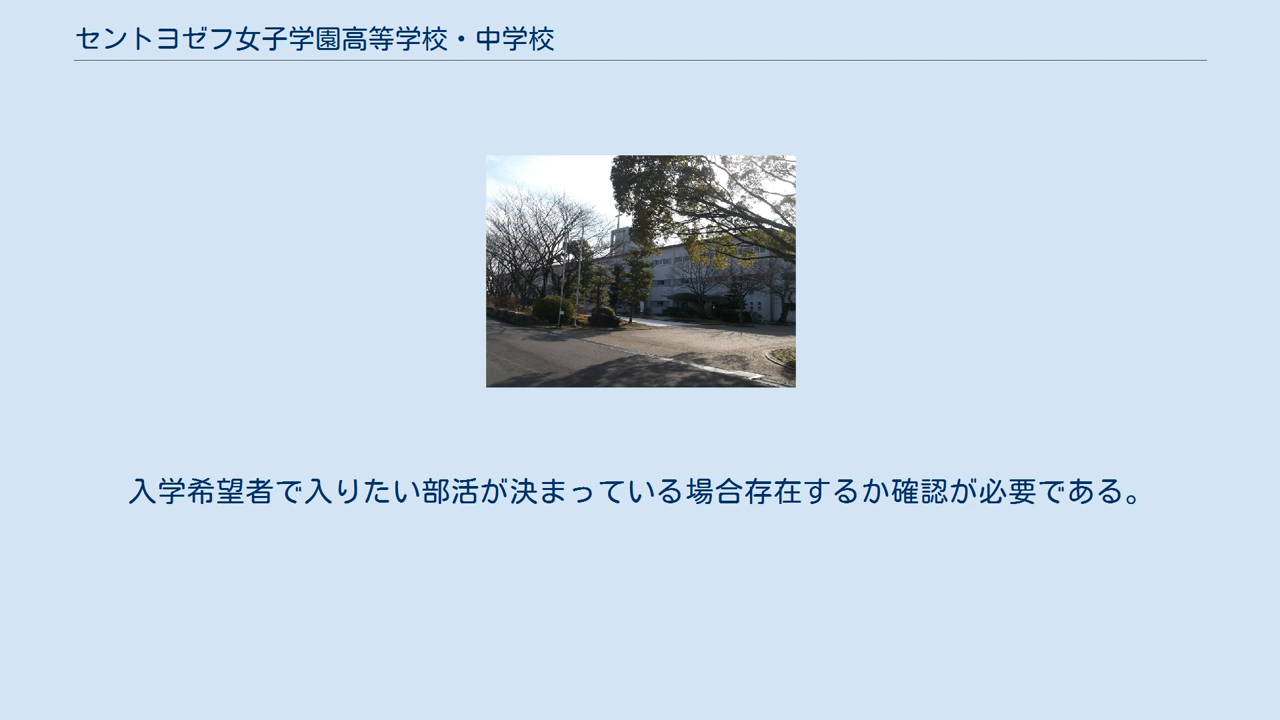 セントヨゼフ女子学園高等学校・中学校
入学希望者で入りたい部活が決まっている場合存在するか確認が必要である。